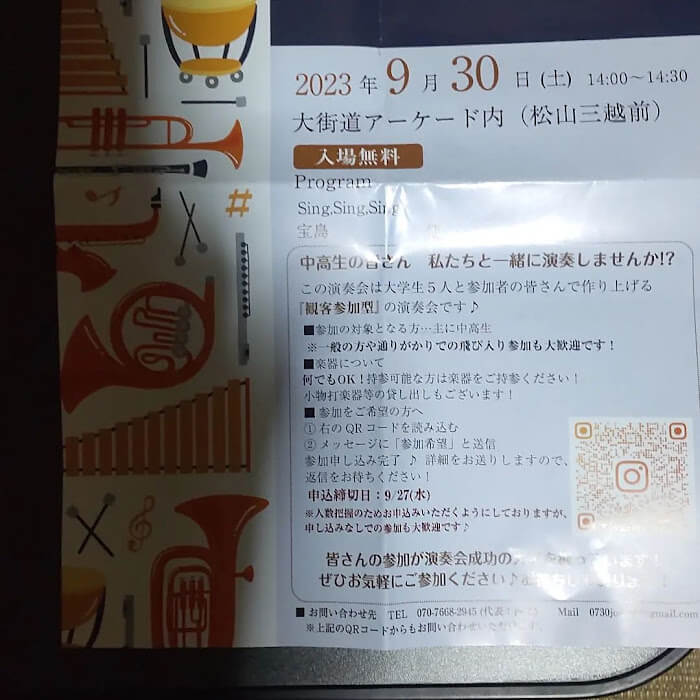 2023年9月30日(土) 14:00~14:30
大街道アーケード内(松山三越前)
入場無料
Program
Sing,Sing,Sing
宝島
中高生の皆さん 私たちと一緒に演奏しませんか!?
この演奏会は大学生5人と参加者の皆さんで作り上げる
『観客参加型』の演奏会です♪
■参加の対象となる方…主に中高生
※一般の方や通りがかりでの飛び入り参加も大歓迎です!
■楽器について
何でもOK!持参可能な方は楽器をご持参ください!
小物打楽器等の貸し出しもございます!
■参加をご希望の方へ
①右のQRコードを読み込む
②メッセージに「参加希望」と送信
参加申し込み完了♪ 詳細をお送りしますので、
返信をお待ちください!
申込締切日:9/27(水)
※人数把握のためお申込みいただくようにしておりますが、
申し込みなしでの参加も大歓迎です♪
皆さんの参加が演奏会成功の
ぜひお気軽にご参加ください♪
■お問い合わせ先 TEL 070-7668-2945 (代表: Mail
※上記のQRコードからもお問い合わせいただけます。